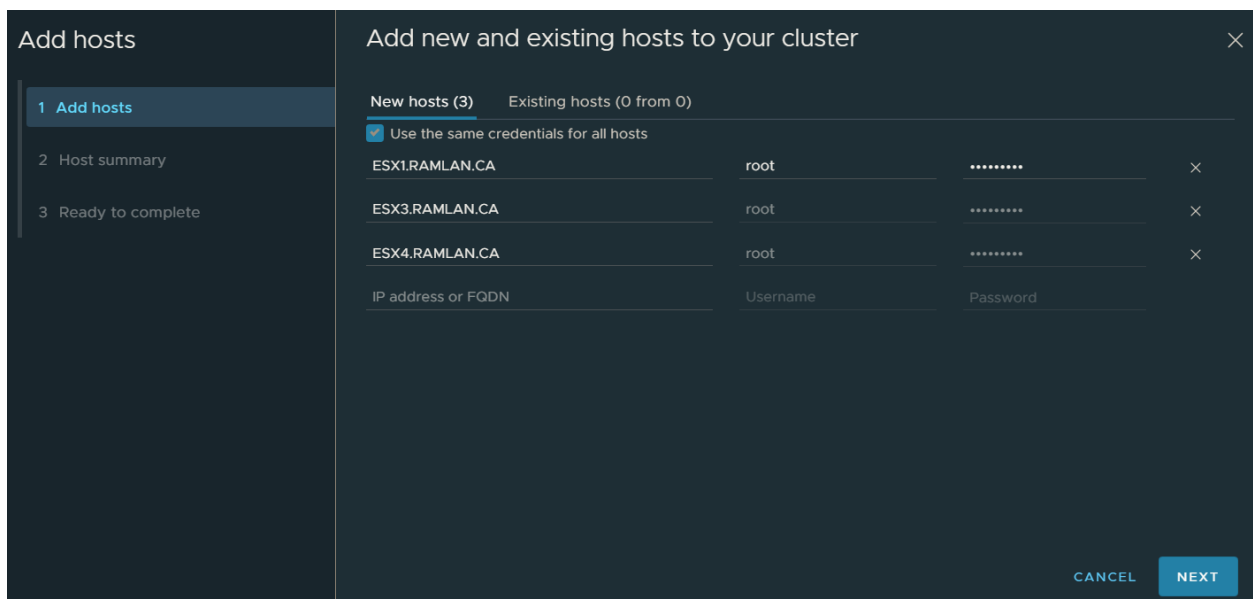 Add hosts
1 Add hosts
2 Host summary
3 Ready to complete
Add new and existing hosts to your cluster
New hosts (3) Existing hosts (0 from 0)
Use the same credentials for all hosts
ESX1.RAMLAN.CA root •••••••••
ESX3.RAMLAN.CA root •••••••••
ESX4.RAMLAN.CA root •••••••••
IP address or FQDN Username Password
CANCEL NEXT